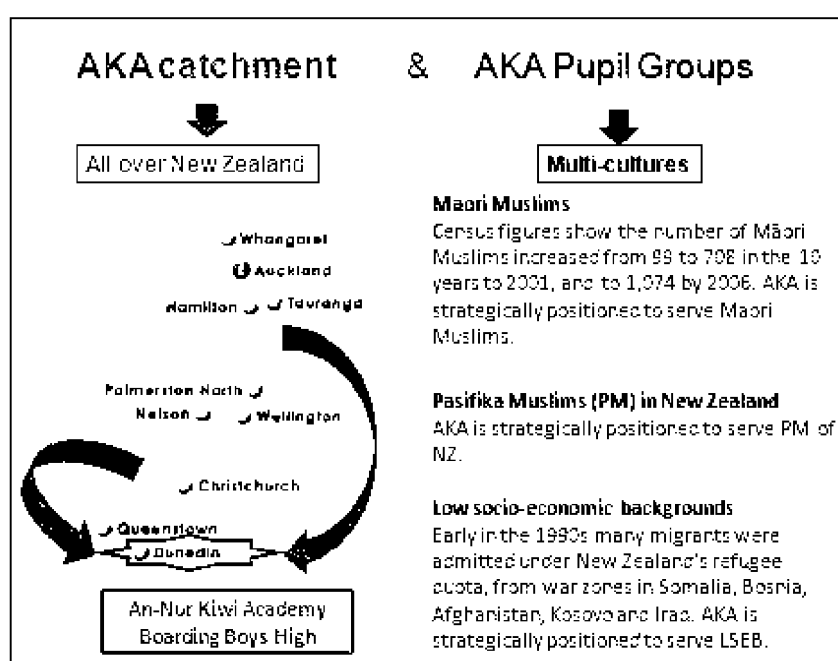 AKA catchment & AKA Pupil Groups
All over New Zealand
Whangarei
Auckland
Hamilton
Tauranga
Palmerston North
Nelson
Wellington
Christchurch
Queenstown
Dunedin
An-Nur Kiwi Academy
Boarding Boys High
Multi-cultures
Maori Muslims
Census figures show the number of Māori
Muslims increased from 99 to 708 in the 10
years to 2001, and to 1,074 by 2006. AKA is
strategically positioned to serve Maori
Muslims.
Pasifika Muslims (PM) in New Zealand
AKA is strategically positioned to serve PM of
NZ.
Low socio-economic backgrounds
Early in the 1990s many migrants were
admitted under New Zealand's refugee
quota, from war zones in Somalia, Bosnia,
Afghanistan, Kosovo and Iraq. AKA is
strategically positioned to serve LSEB.